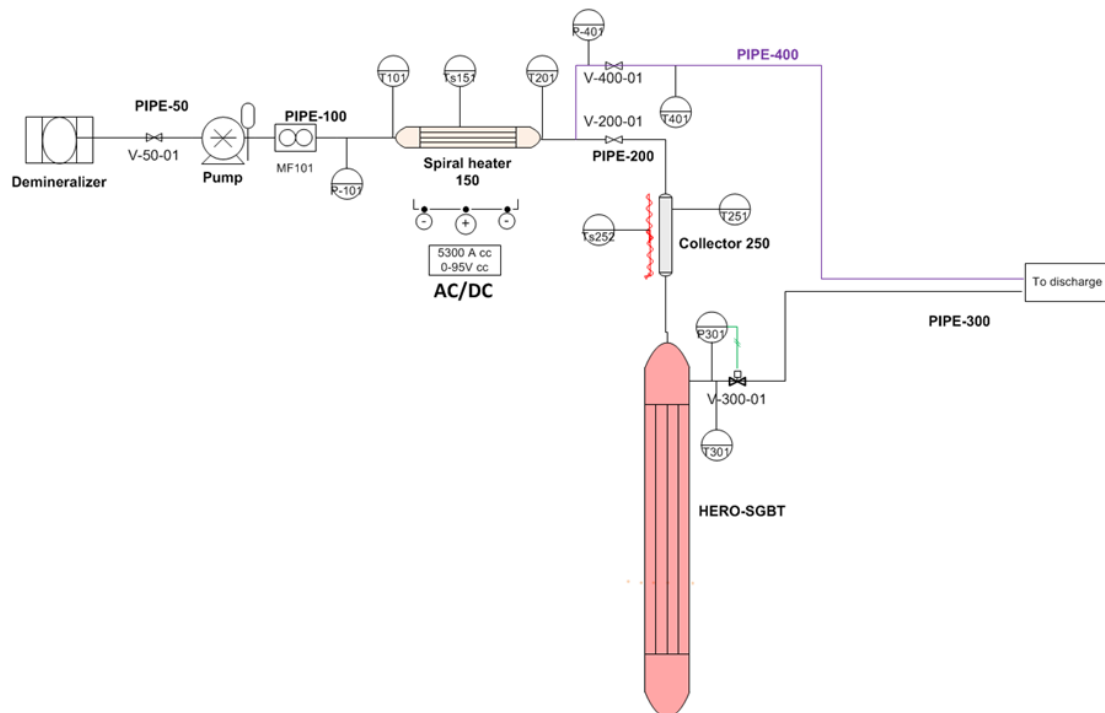 P-401
PIPE-400
T101
Ts151
T201
V-400-01
PIPE-50
PIPE-100
T401
V-200-01
V-50-01
MF101
PIPE-200
Demineralizer
Pump
P-101
Spiral heater
150
T251
Ts252
Collector 250
-
+
-
5300 A cc
0-95V cc
AC/DC
To discharge
PIPE-300
P301
V-300-01
T301
HERO-SGBT